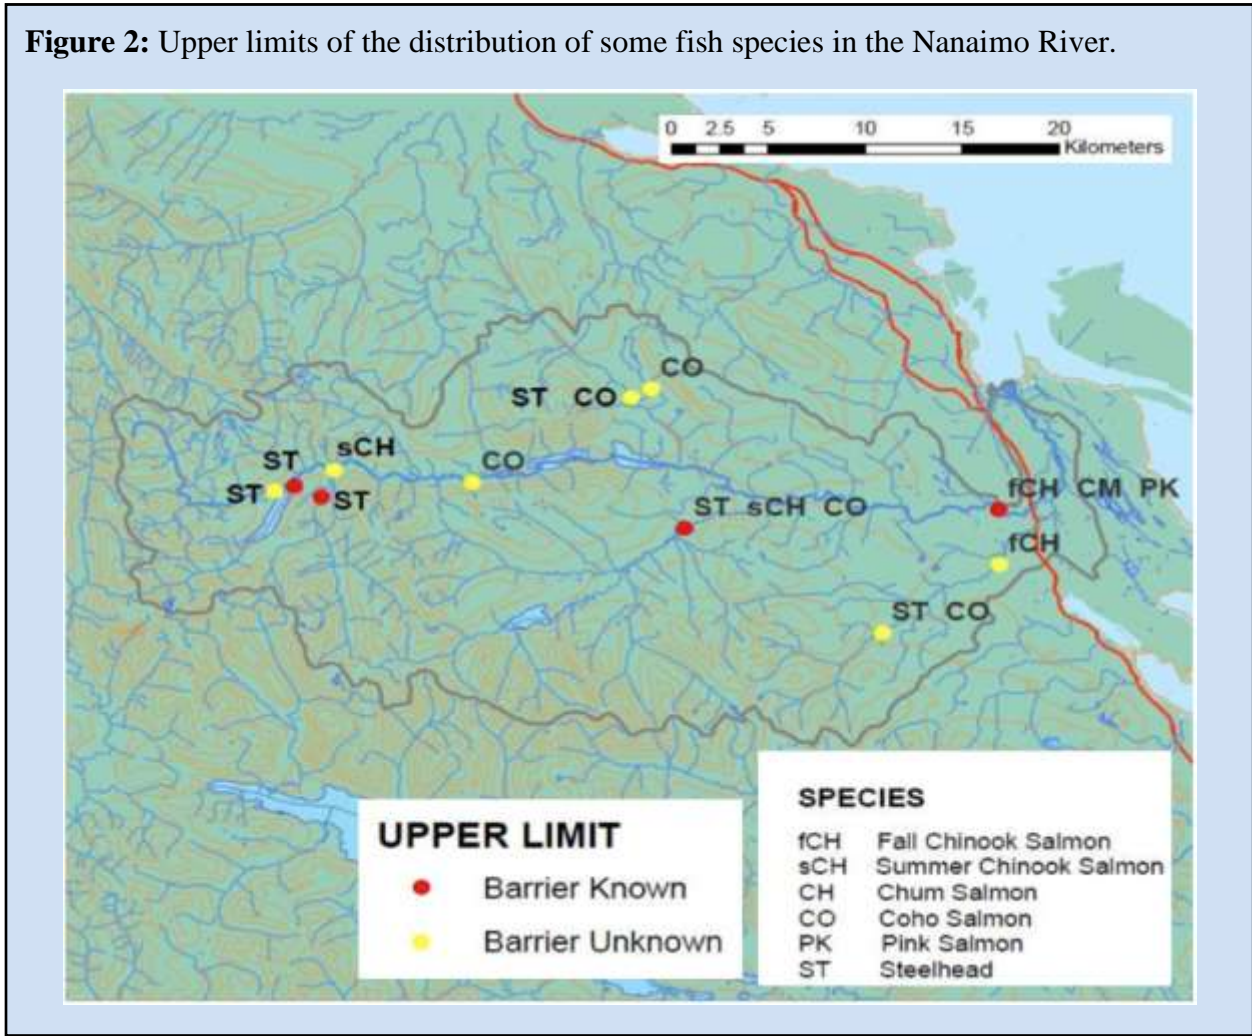 Figure 2: Upper limits of the distribution of some fish species in the Nanaimo River.
0 2.5 5 10 15 20
Kilometers
CO
ST CO
sCH
ST
CO
ST
ST
ST sCH CO
fCH CM PK
fCH
ST CO
UPPER LIMIT
Barrier Known
Barrier Unknown
SPECIES
fCH Fall Chinook Salmon
sCH Summer Chinook Salmon
CH Chum Salmon
CO Coho Salmon
PK Pink Salmon
ST Steelhead